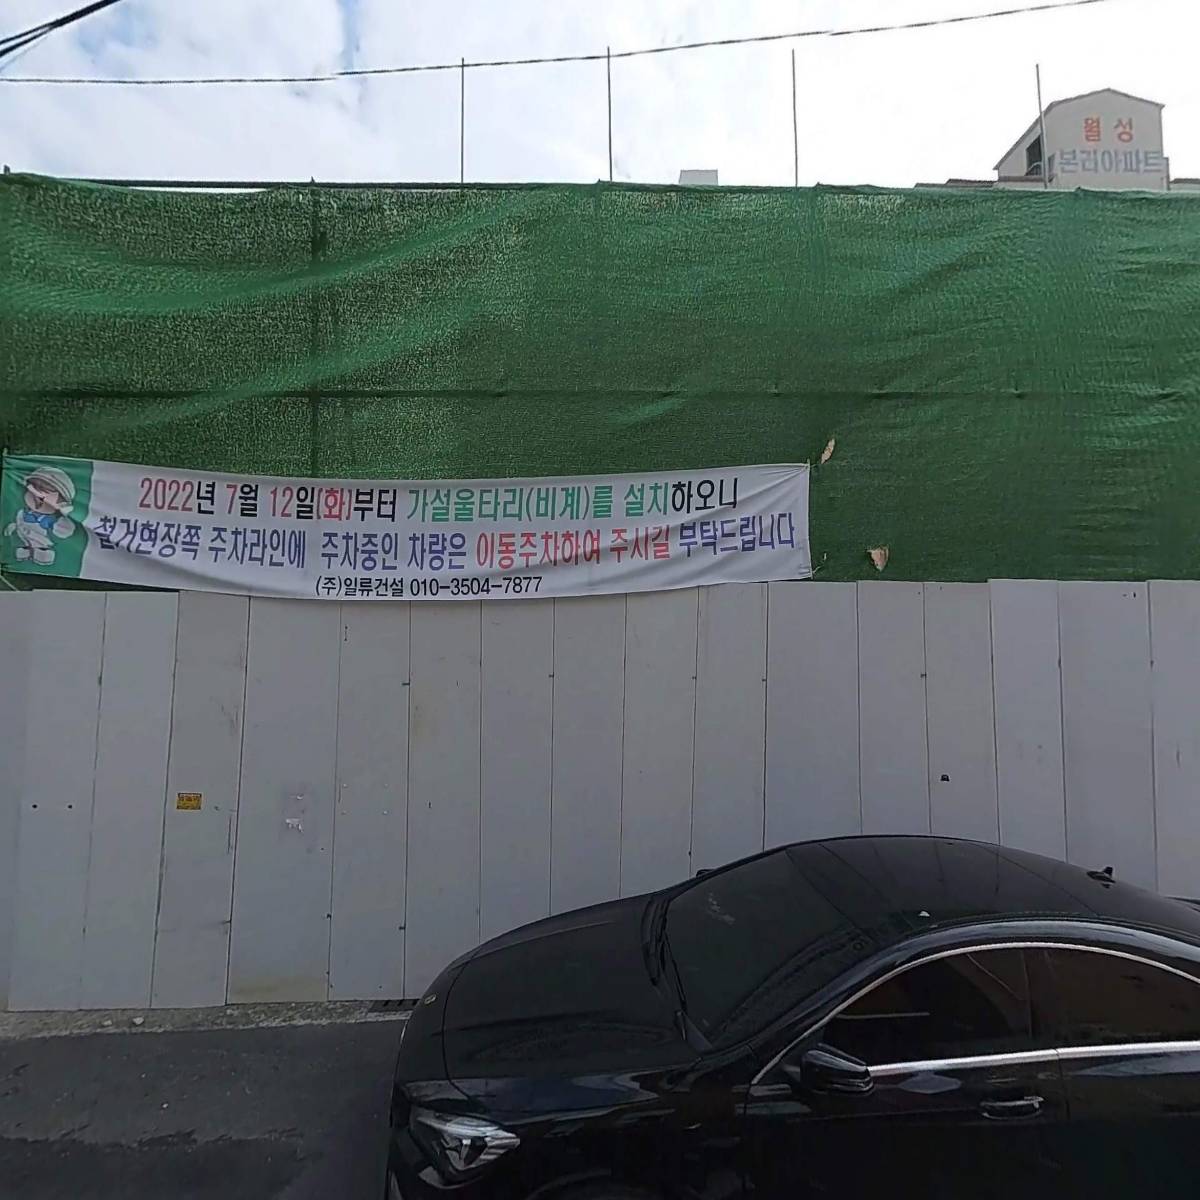 월성
본리아파트
2022년 7월 12일(화)부터 가설울타리(비계)를 설치하오니
철거현장쪽 주차라인에 주차중인 차량은 이동주차하여 주시길 부탁드립니다
(주)일류건설 010-3504-7877